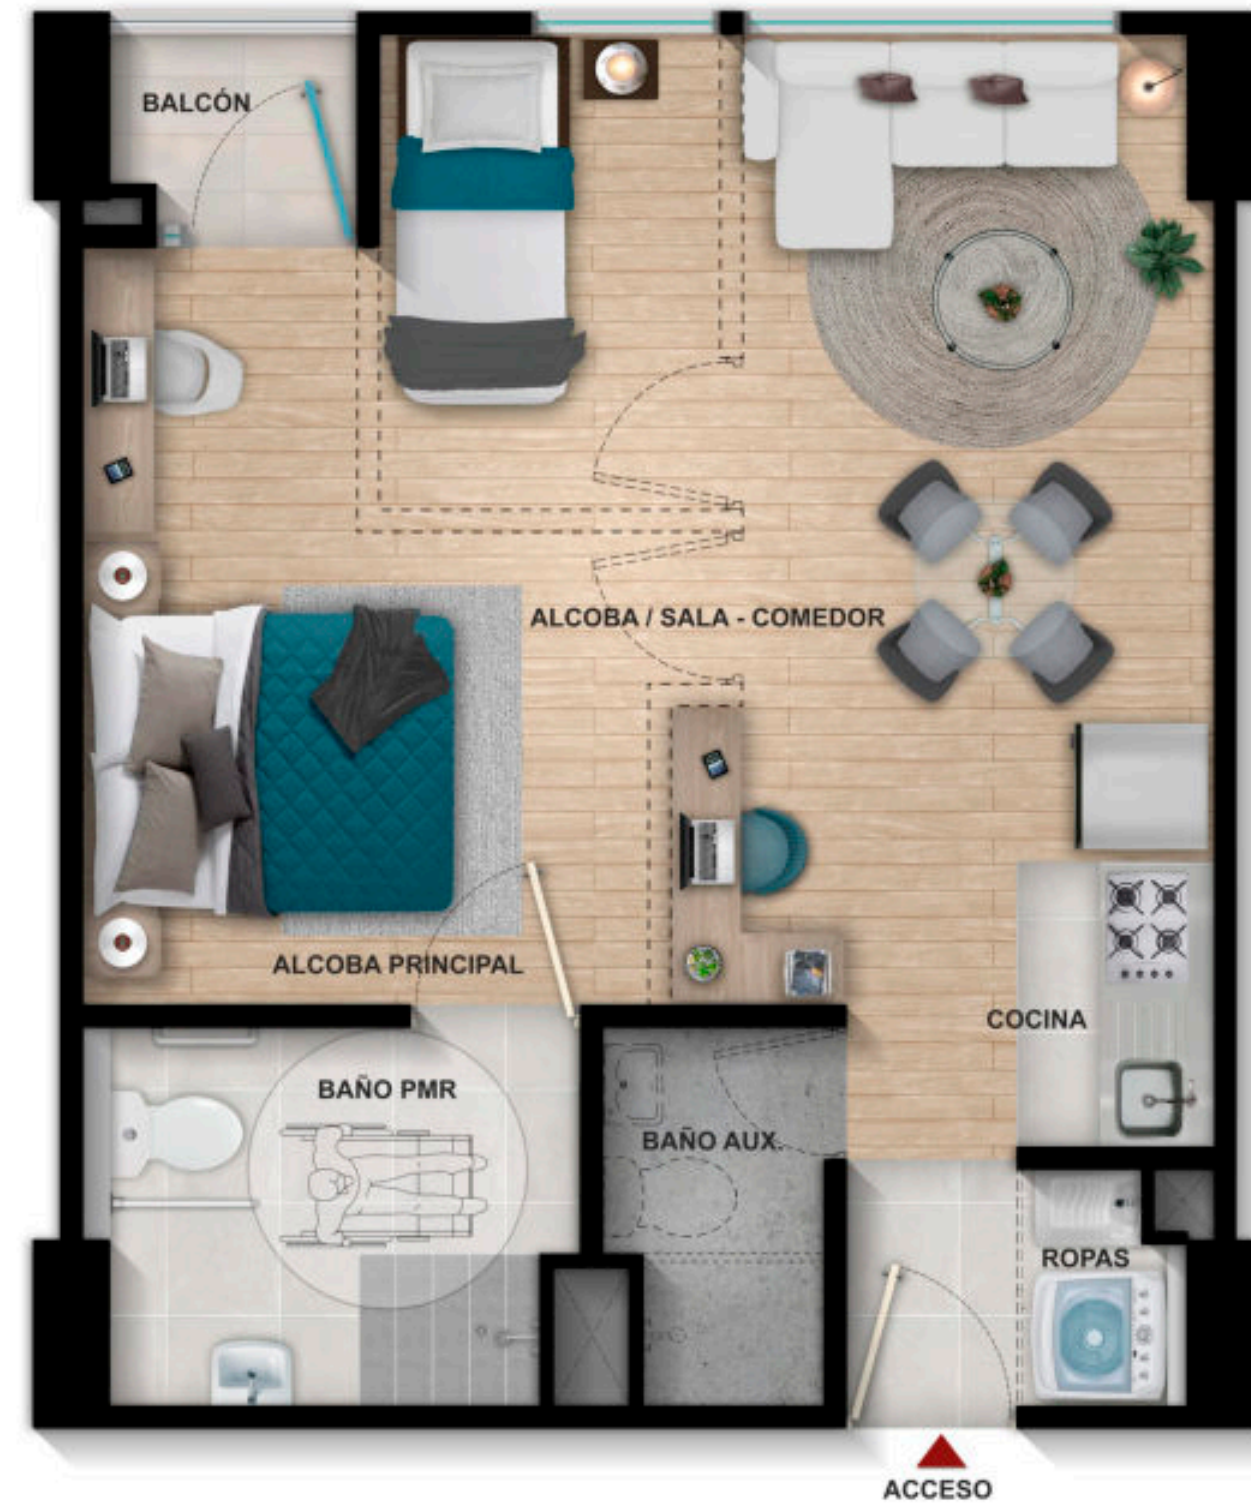 BALCÓN
ALCOBA / SALA - COMEDOR
ALCOBA PRINCIPAL
COCINA
BAÑO PMR
BAÑO AUX.
ROPAS
ACCESO